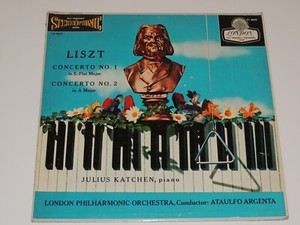 STEREOPHONIC
LONDON
LISZT
CONCERTO NO. 1
in E-Flat Major
CONCERTO NO. 2
in A Major
JULIUS KATCHEN, piano
LONDON PHILHARMONIC ORCHESTRA, Conductor: ATAULFO ARGENTA